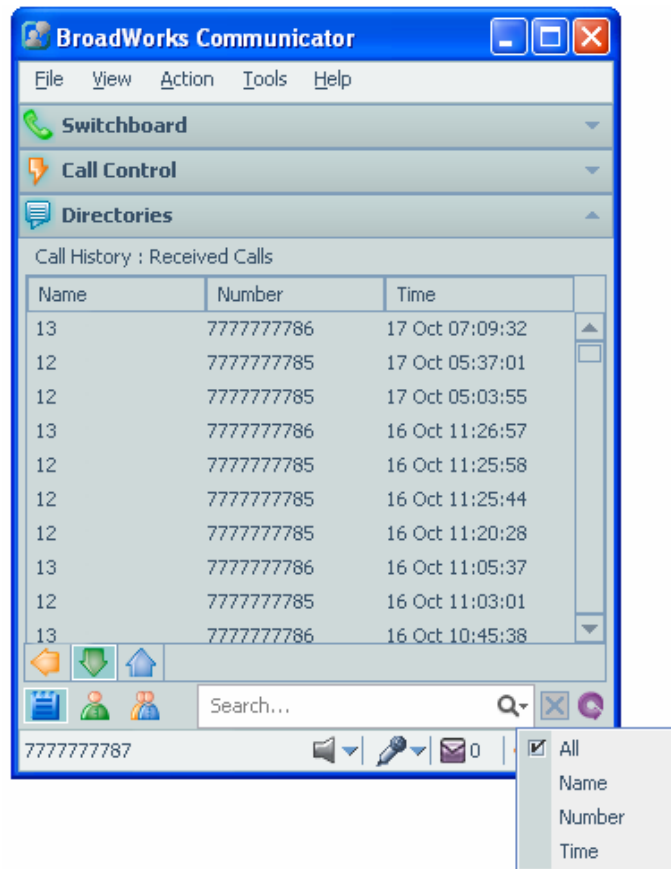 BroadWorks Communicator
File View Action Tools Help
Switchboard
Call Control
Directories
Call History : Received Calls
Name Number Time
13 7777777786 17 Oct 07:09:32
12 7777777785 17 Oct 05:37:01
12 7777777785 17 Oct 05:03:55
13 7777777786 16 Oct 11:26:57
12 7777777785 16 Oct 11:25:58
12 7777777785 16 Oct 11:25:44
12 7777777785 16 Oct 11:20:28
13 7777777786 16 Oct 11:05:37
12 7777777785 16 Oct 11:03:01
13 7777777786 16 Oct 10:45:38
Search...
7777777787 0
All
Name
Number
Time